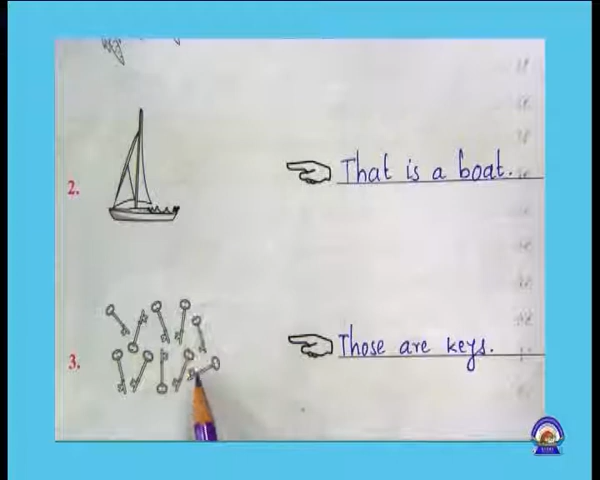 2.
That is a boat.
3.
Those are keys.